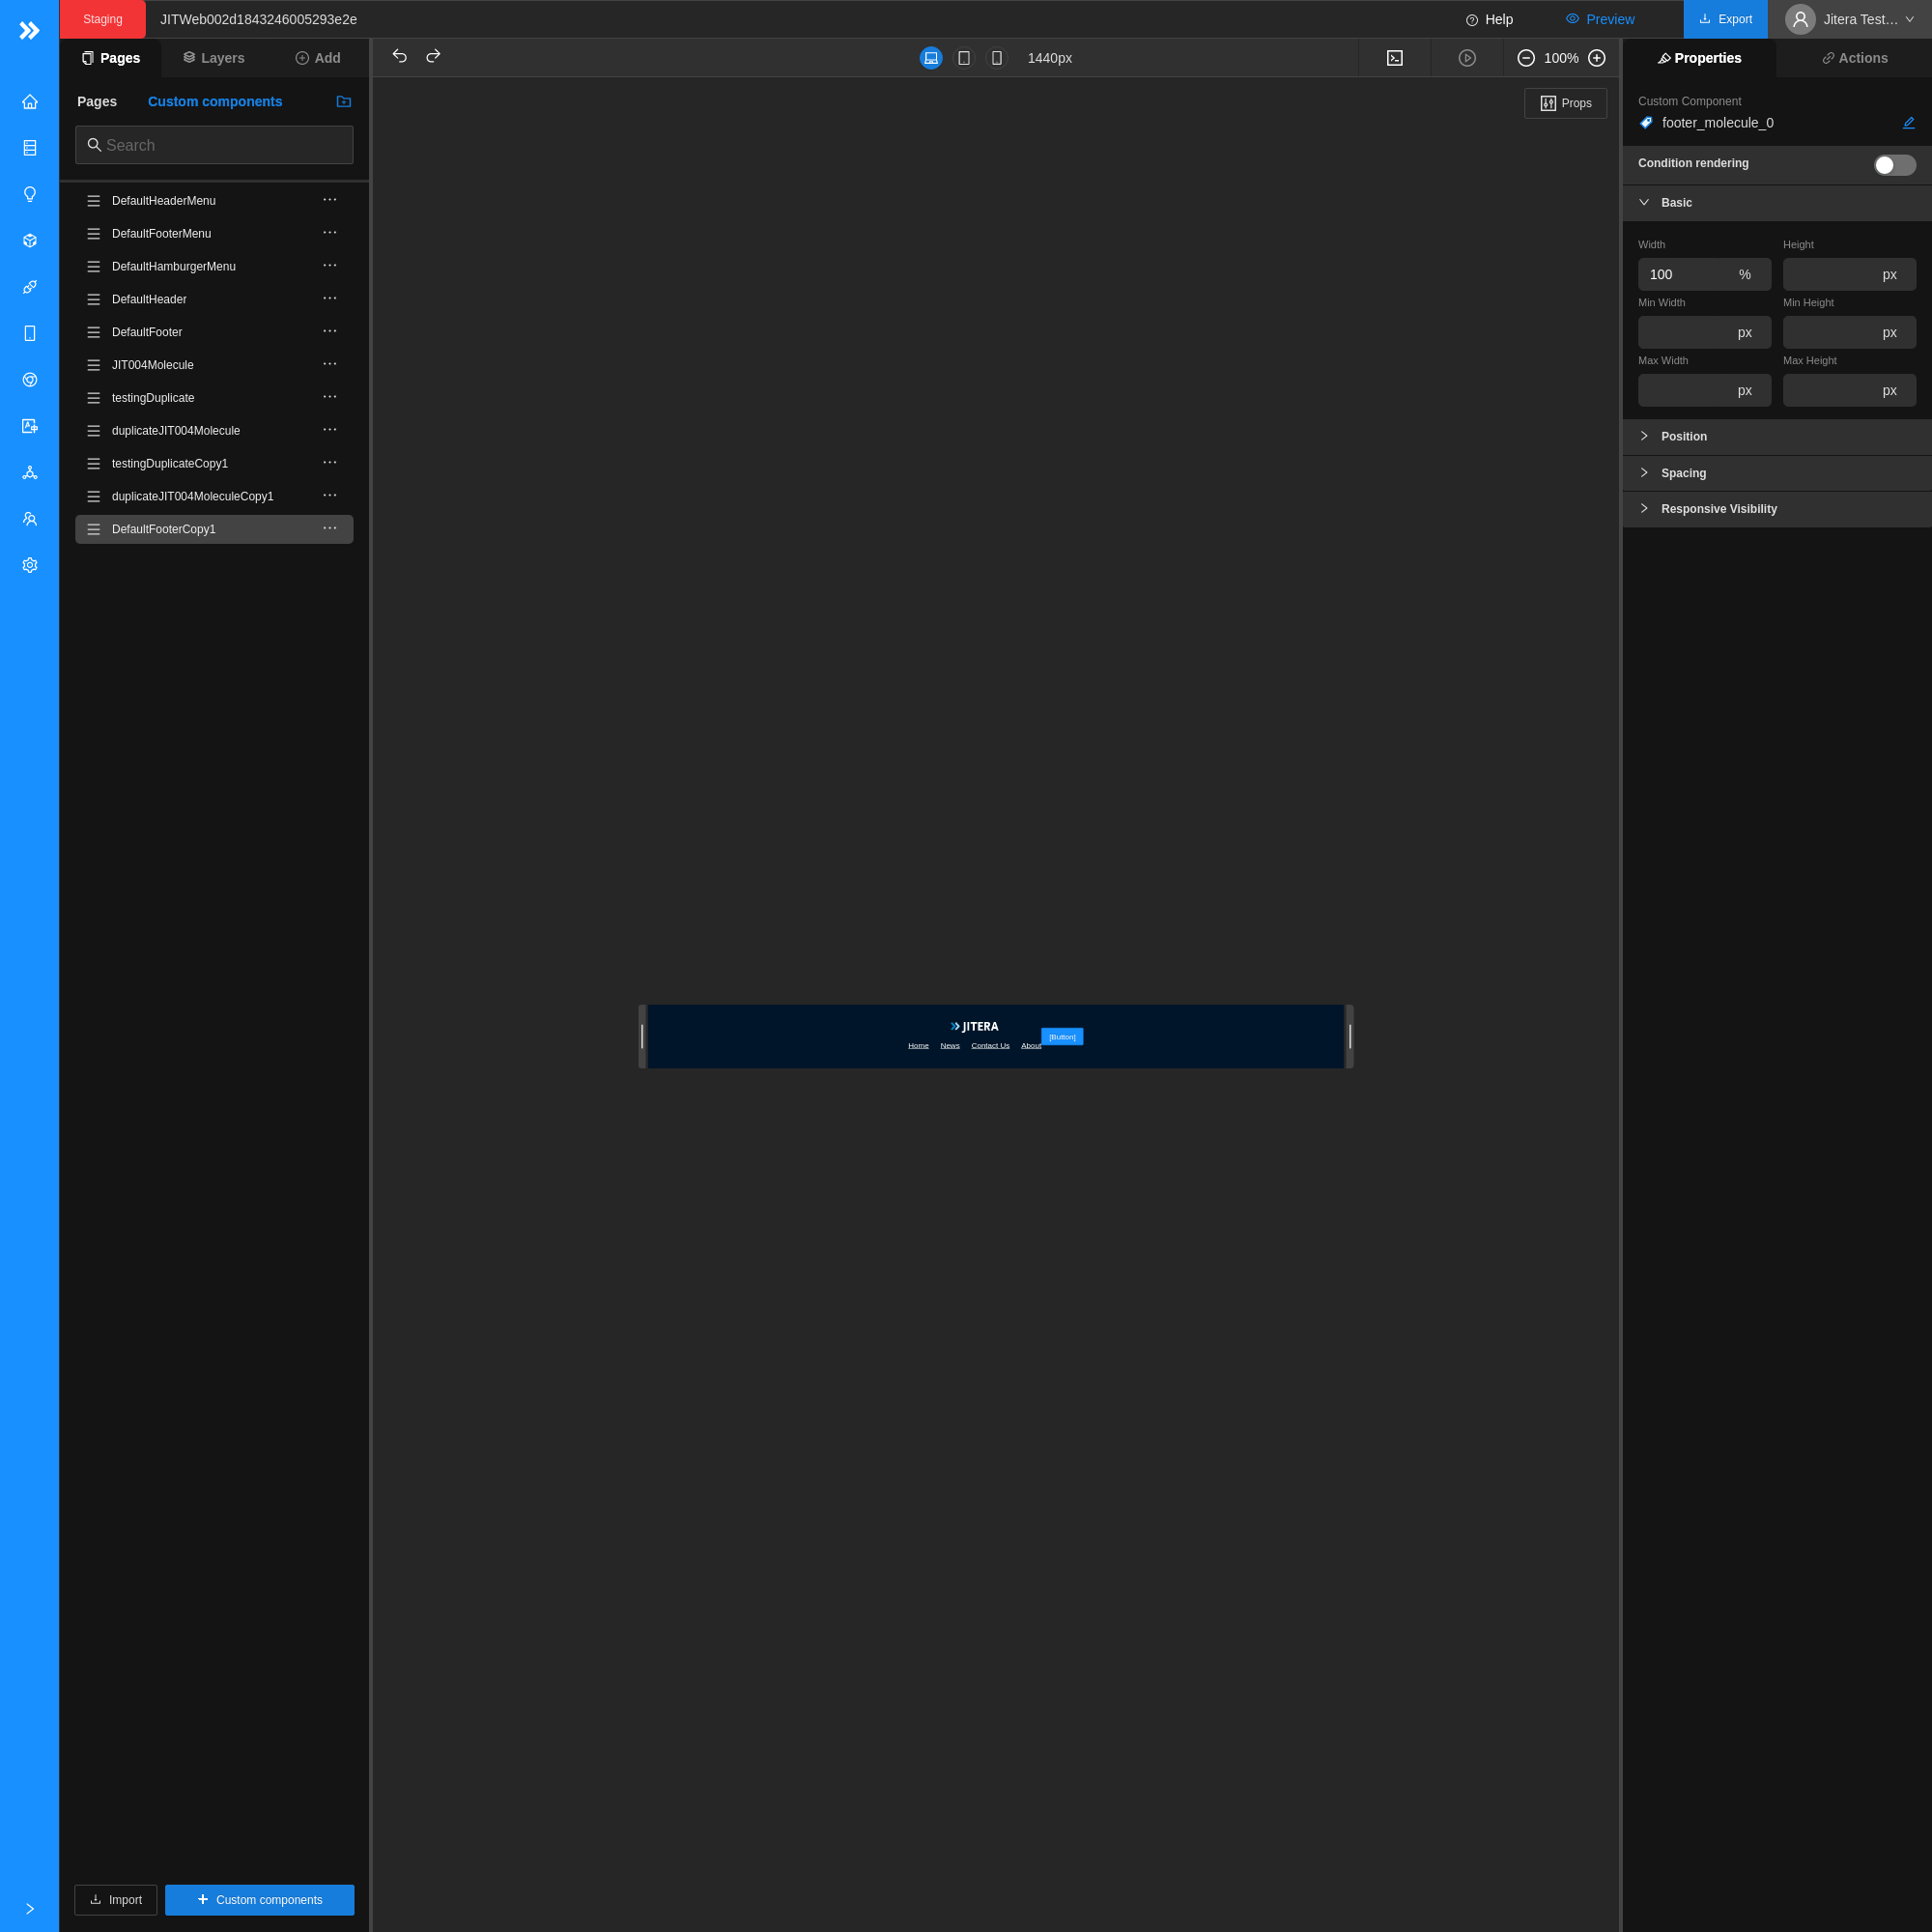 Staging
JITWeb002d1843246005293e2e
Help
Preview
Export
Jitera Test...
Pages
Layers
Add
1440px
100%
Properties
Actions
Pages
Custom components
Search
DefaultHeaderMenu
DefaultFooterMenu
DefaultHamburgerMenu
DefaultHeader
DefaultFooter
JIT004Molecule
testingDuplicate
duplicateJIT004Molecule
testingDuplicateCopy1
duplicateJIT004MoleculeCopy1
DefaultFooterCopy1
Import
Custom components
Props
JITERA
Home News Contact Us About
[Button]
Custom Component
footer_molecule_0
Condition rendering
Basic
Width Height
100 % px
Min Width Min Height
px px
Max Width Max Height
px px
Position
Spacing
Responsive Visibility